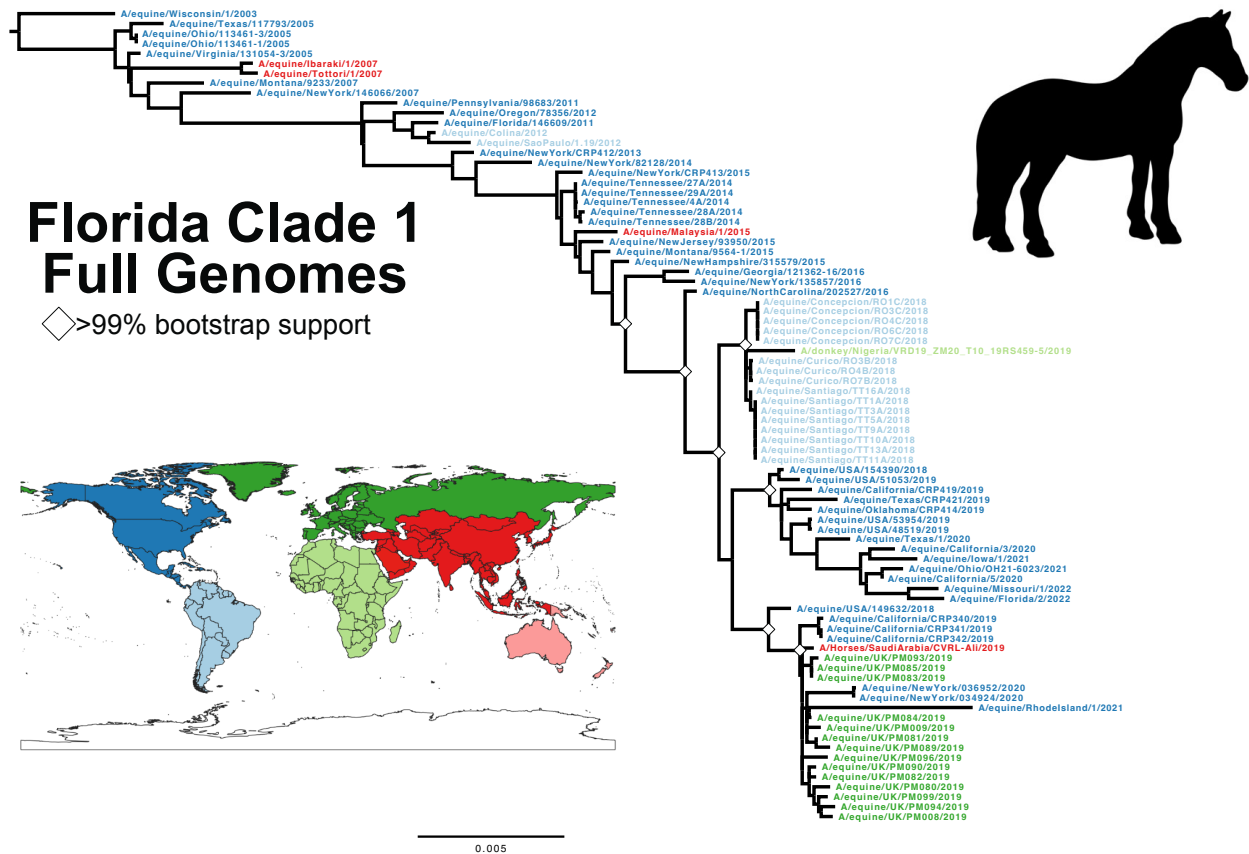 A/equine/Wisconsin/1/2003
A/equine/Texas/117793/2005
A/equine/Ohio/113461-3/2005
A/equine/Ohio/113461-1/2005
A/equine/Virginia/131054-3/2005
A/equine/Ibaraki/1/2007
A/equine/Tottori/1/2007
A/equine/Montana/9233/2007
A/equine/NewYork/146066/2007
A/equine/Pennsylvania/98683/2011
A/equine/Oregon/78356/2012
A/equine/Florida/146609/2011
A/equine/Colina/2012
A/equine/SaoPaulo/1.19/2012
A/equine/NewYork/CRP412/2013
A/equine/NewYork/82128/2014
A/equine/NewYork/CRP413/2015
A/equine/Tennessee/27A/2014
A/equine/Tennessee/29A/2014
A/equine/Tennessee/4A/2014
A/equine/Tennessee/28A/2014
A/equine/Tennessee/28B/2014
A/equine/Malaysia/1/2015
A/equine/NewJersey/93950/2015
A/equine/Montana/9564-1/2015
A/equine/NewHampshire/315579/2015
A/equine/Georgia/121362-16/2016
A/equine/NewYork/135857/2016
A/equine/NorthCarolina/202527/2016
A/equine/Concepcion/RO1C/2018
A/equine/Concepcion/RO3C/2018
A/equine/Concepcion/RO4C/2018
A/equine/Concepcion/RO6C/2018
A/equine/Concepcion/RO7C/2018
A/donkey/Nigeria/VRD19_ZM20_T10_19RS459-5/2019
A/equine/Curico/RO3B/2018
A/equine/Curico/RO4B/2018
A/equine/Curico/RO7B/2018
A/equine/Santiago/TT16A/2018
A/equine/Santiago/TT1A/2018
A/equine/Santiago/TT3A/2018
A/equine/Santiago/TT5A/2018
A/equine/Santiago/TT9A/2018
A/equine/Santiago/TT10A/2018
A/equine/Santiago/TT13A/2018
A/equine/Santiago/TT11A/2018
A/equine/USA/154390/2018
A/equine/USA/51053/2019
A/equine/California/CRP419/2019
A/equine/Texas/CRP421/2019
A/equine/Oklahoma/CRP414/2019
A/equine/USA/53954/2019
A/equine/USA/48519/2019
A/equine/Texas/1/2020
A/equine/California/3/2020
A/equine/Iowa/1/2021
A/equine/Ohio/OH21-6023/2021
A/equine/California/5/2020
A/equine/Missouri/1/2022
A/equine/Florida/2/2022
A/equine/USA/149632/2018
A/equine/California/CRP340/2019
A/equine/California/CRP341/2019
A/equine/California/CRP342/2019
A/Horses/SaudiArabia/CVRL-Ali/2019
A/equine/UK/PM093/2019
A/equine/UK/PM085/2019
A/equine/UK/PM083/2019
A/equine/NewYork/036952/2020
A/equine/NewYork/034924/2020
A/equine/RhodeIsland/1/2021
A/equine/UK/PM084/2019
A/equine/UK/PM009/2019
A/equine/UK/PM081/2019
A/equine/UK/PM089/2019
A/equine/UK/PM096/2019
A/equine/UK/PM090/2019
A/equine/UK/PM082/2019
A/equine/UK/PM080/2019
A/equine/UK/PM099/2019
A/equine/UK/PM094/2019
A/equine/UK/PM008/2019
Florida Clade 1
Full Genomes
>99% bootstrap support
0.005